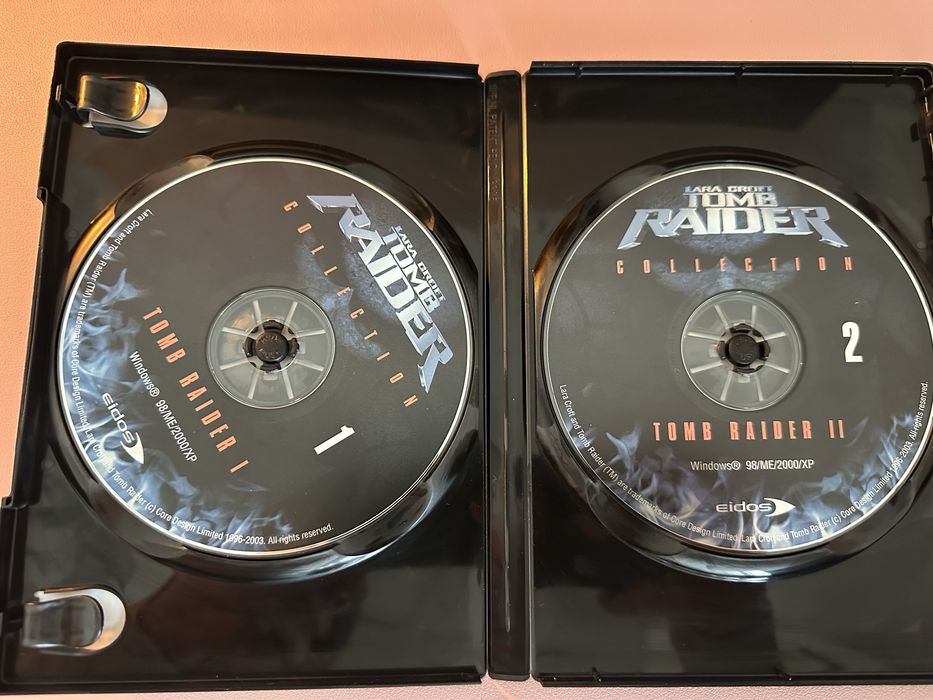 LARA CROFT
TOMB
RAIDER
COLLECTION
TOMB RAIDER I
Windows® 98/ME/2000/XP
1
eidos
Lara Croft and Tomb Raider (TM) are trademarks of Core Design Limited. Lara Croft and Tomb Raider (c) Core Design Limited 1996-2003. All rights reserved.
LARA CROFT
TOMB
RAIDER
COLLECTION
2
TOMB RAIDER II
Windows® 98/ME/2000/XP
eidos
Lara Croft and Tomb Raider (TM) are trademarks of Core Design Limited. Lara Croft and Tomb Raider (c) Core Design Limited 1996-2003. All rights reserved.